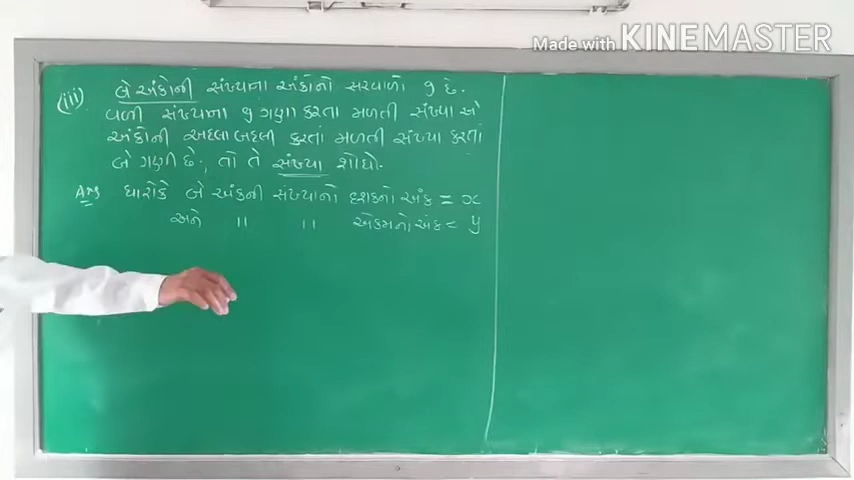 Made with KINEMASTER
(iii) બે અંકોની સંખ્યાના અંકોનો સરવાળો 9 છે.
વળી સંખ્યાના 9 ગણા કરતા મળતી સંખ્યા એ
અંકોની અદલાબદલી કરતાં મળતી સંખ્યા કરતાં
બે ગણી છે, તો તે સંખ્યા શોધો.
Ans ધારોકે બે અંકની સંખ્યાનો દશકનો અંક = x
અને " " એકમનો અંક = y